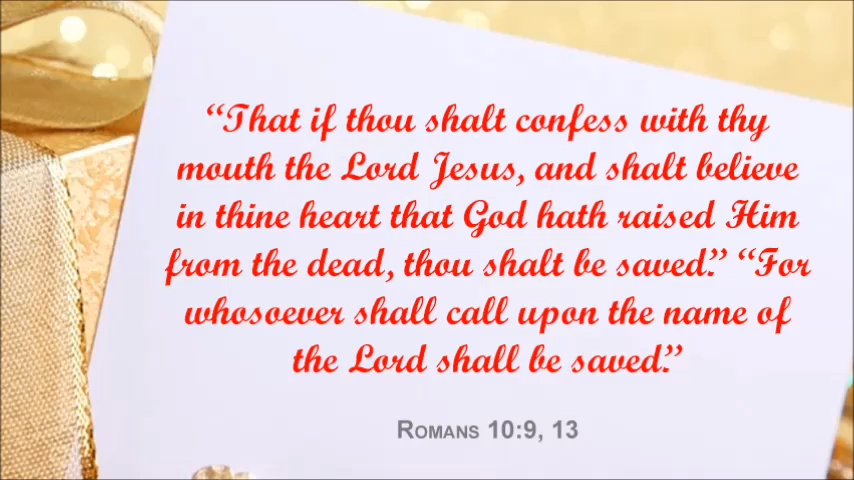 “That if thou shalt confess with thy
mouth the Lord Jesus, and shalt believe
in thine heart that God hath raised Him
from the dead, thou shalt be saved.” “For
whosoever shall call upon the name of
the Lord shall be saved.”
Romans 10:9, 13